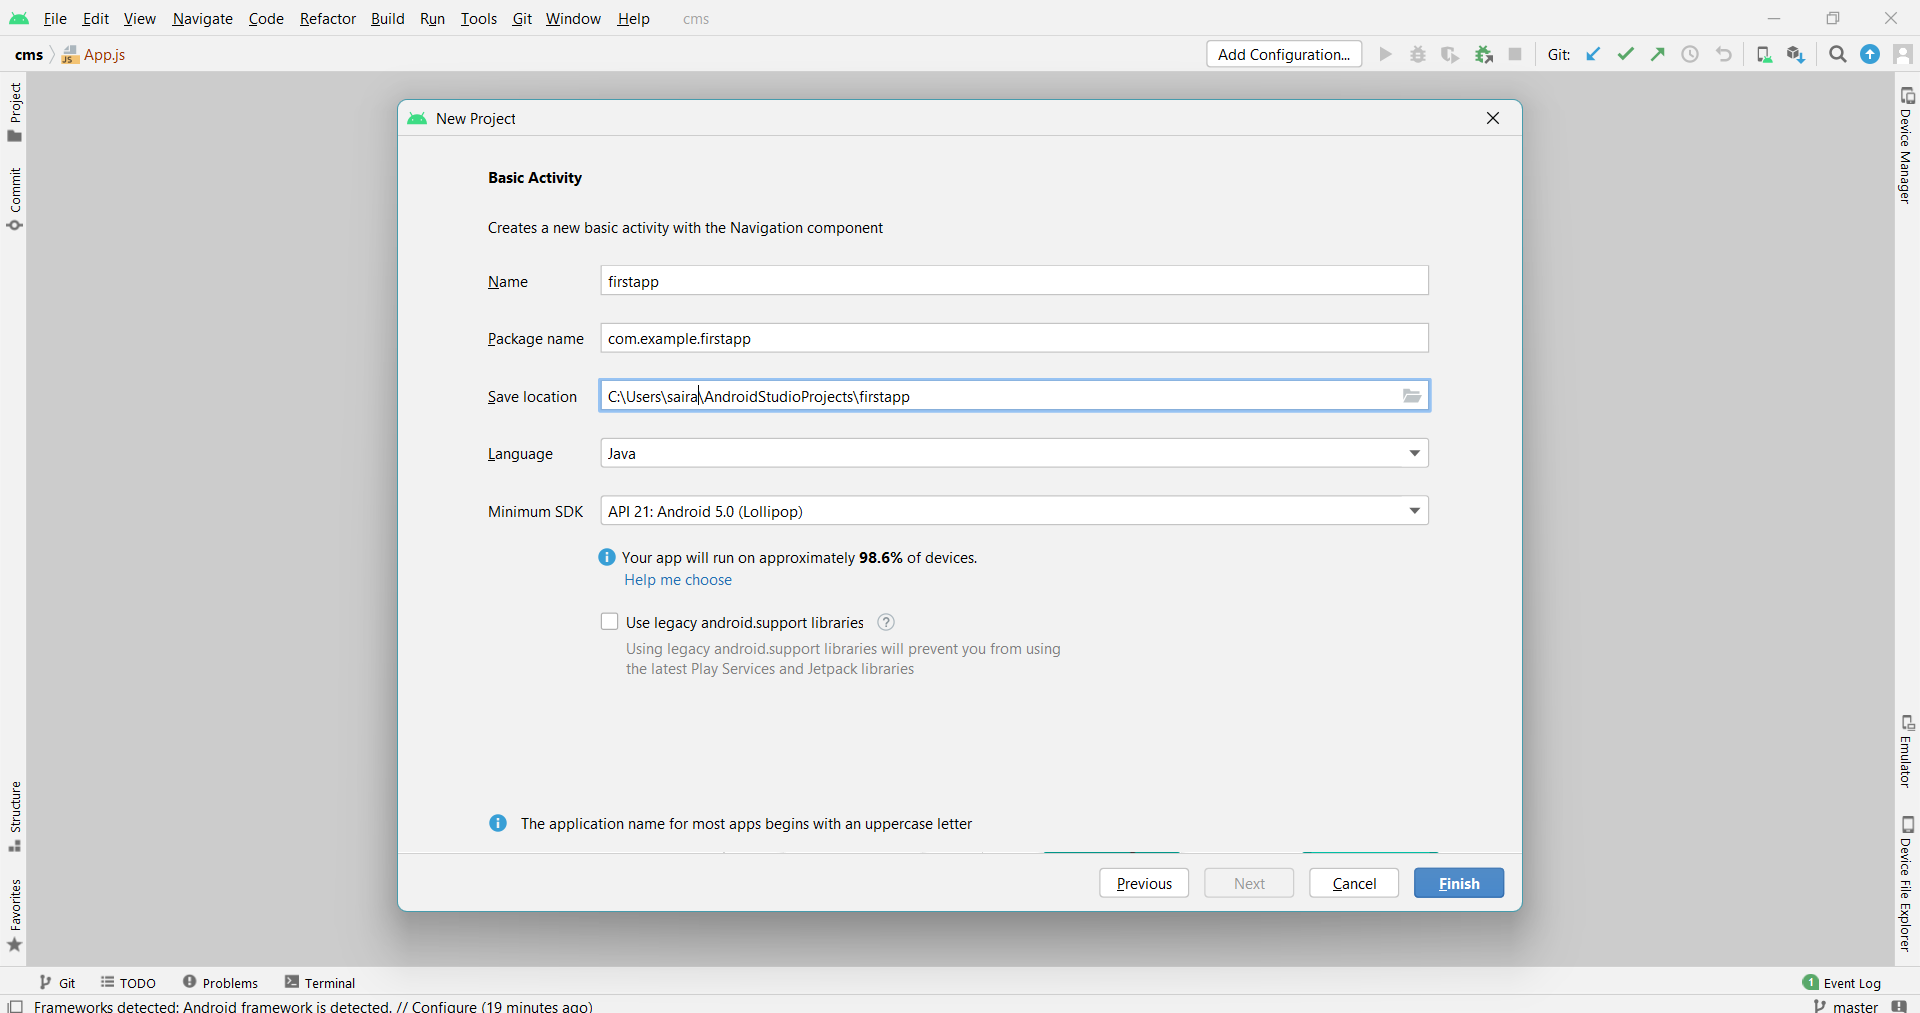 File Edit View Navigate Code Refactor Build Run Tools Git Window Help cms
cms App.js Add Configuration... Git:
Project
Commit
Structure
Favorites
New Project
Basic Activity
Creates a new basic activity with the Navigation component
Name firstapp
Package name com.example.firstapp
Save location C:\Users\saira\AndroidStudioProjects\firstapp
Language Java
Minimum SDK API 21: Android 5.0 (Lollipop)
Your app will run on approximately 98.6% of devices.
Help me choose
Use legacy android.support libraries ?
Using legacy android.support libraries will prevent you from using
the latest Play Services and Jetpack libraries
The application name for most apps begins with an uppercase letter
Previous Next Cancel Finish
Device Manager
Emulator
Device File Explorer
Git TODO Problems Terminal 1 Event Log
Frameworks detected: Android framework is detected. // Configure (19 minutes ago) master